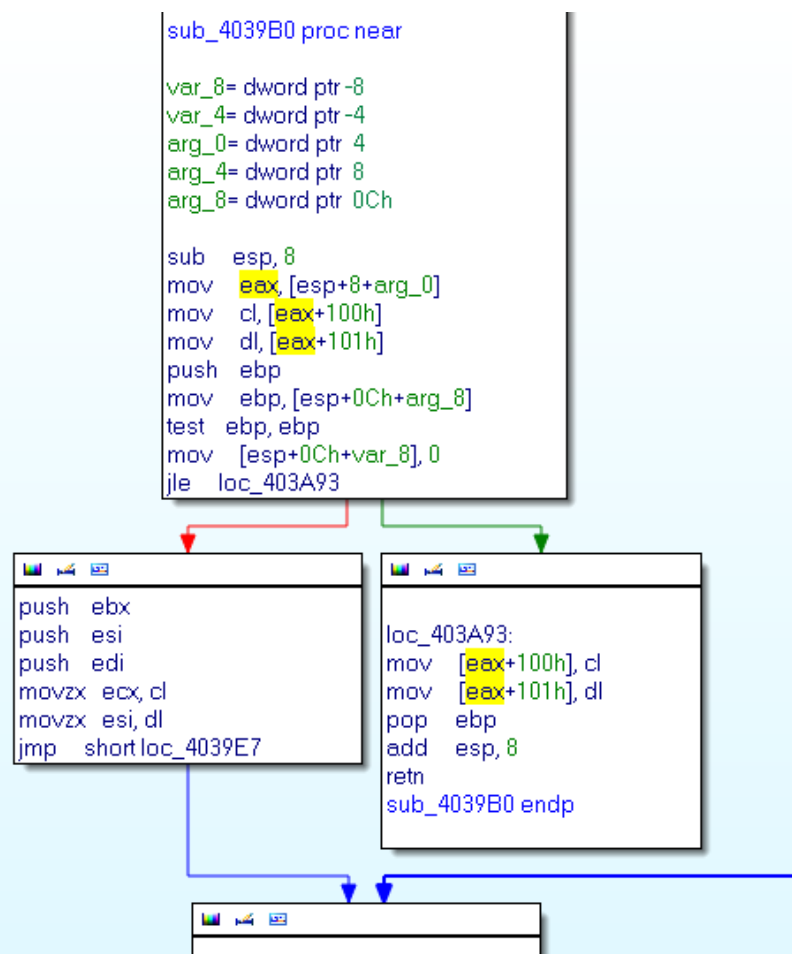 sub_4039B0 proc near
var_8= dword ptr -8
var_4= dword ptr -4
arg_0= dword ptr 4
arg_4= dword ptr 8
arg_8= dword ptr 0Ch
sub esp, 8
mov eax, [esp+8+arg_0]
mov cl, [eax+100h]
mov dl, [eax+101h]
push ebp
mov ebp, [esp+0Ch+arg_8]
test ebp, ebp
mov [esp+0Ch+var_8], 0
jle loc_403A93
push ebx
push esi
push edi
movzx ecx, cl
movzx esi, dl
jmp short loc_4039E7
loc_403A93:
mov [eax+100h], cl
mov [eax+101h], dl
pop ebp
add esp, 8
retn
sub_4039B0 endp